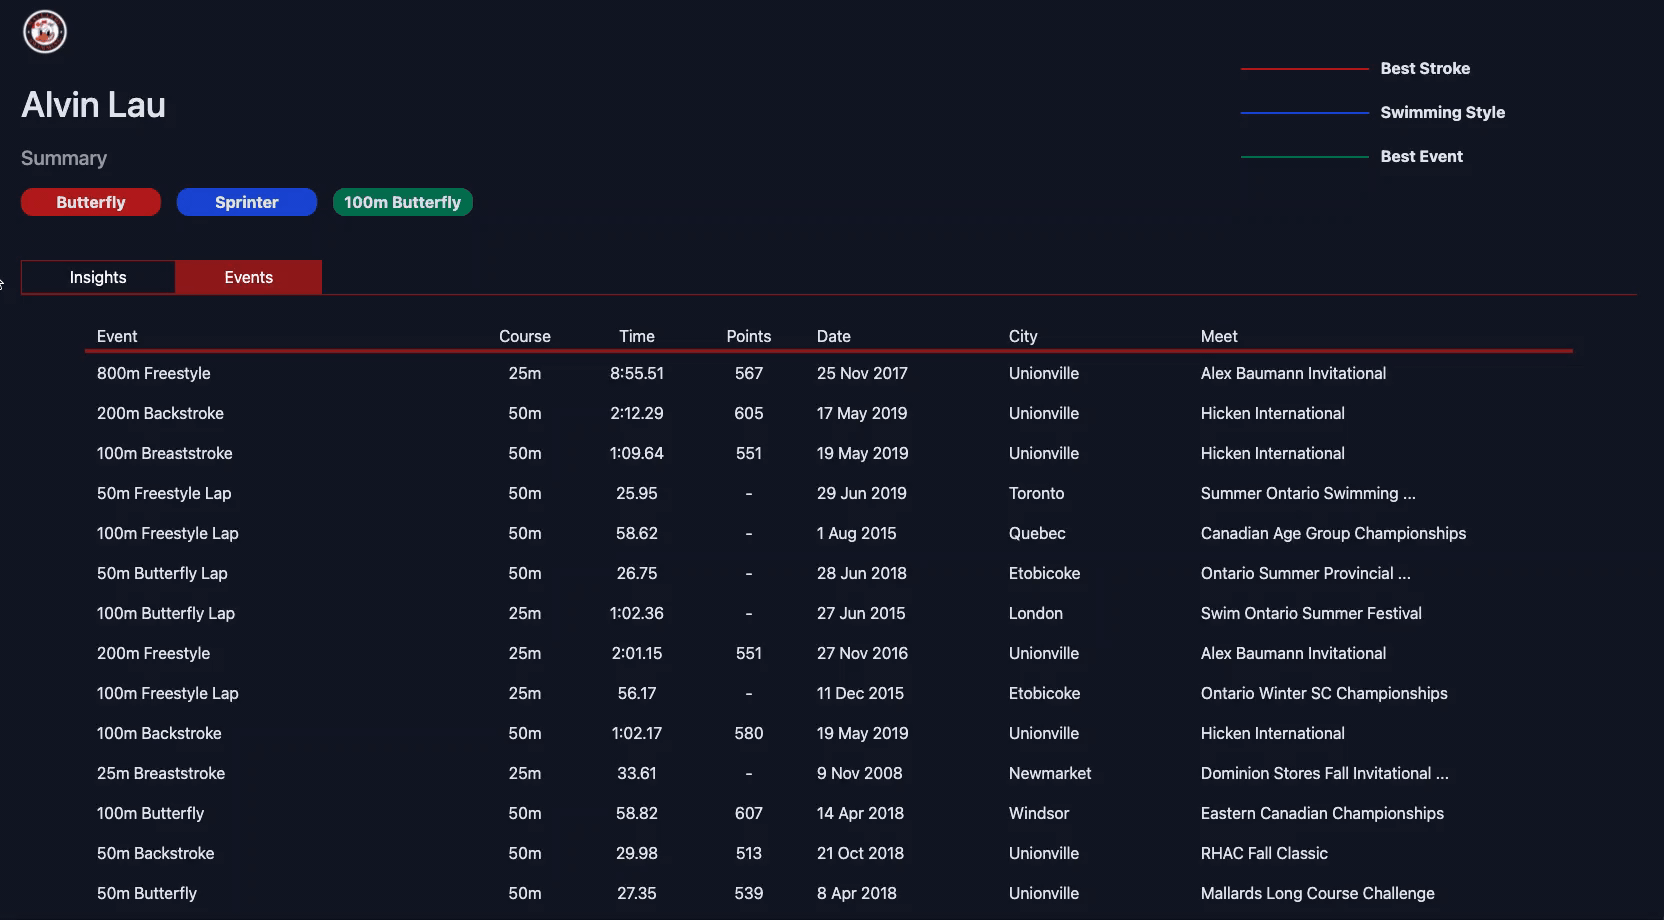 Alvin Lau
Summary
Butterfly Sprinter 100m Butterfly
Best Stroke
Swimming Style
Best Event
Insights Events
Event Course Time Points Date City Meet
800m Freestyle 25m 8:55.51 567 25 Nov 2017 Unionville Alex Baumann Invitational
200m Backstroke 50m 2:12.29 605 17 May 2019 Unionville Hicken International
100m Breaststroke 50m 1:09.64 551 19 May 2019 Unionville Hicken International
50m Freestyle Lap 50m 25.95 - 29 Jun 2019 Toronto Summer Ontario Swimming ...
100m Freestyle Lap 50m 58.62 - 1 Aug 2015 Quebec Canadian Age Group Championships
50m Butterfly Lap 50m 26.75 - 28 Jun 2018 Etobicoke Ontario Summer Provincial ...
100m Butterfly Lap 25m 1:02.36 - 27 Jun 2015 London Swim Ontario Summer Festival
200m Freestyle 25m 2:01.15 551 27 Nov 2016 Unionville Alex Baumann Invitational
100m Freestyle Lap 25m 56.17 - 11 Dec 2015 Etobicoke Ontario Winter SC Championships
100m Backstroke 50m 1:02.17 580 19 May 2019 Unionville Hicken International
25m Breaststroke 25m 33.61 - 9 Nov 2008 Newmarket Dominion Stores Fall Invitational ...
100m Butterfly 50m 58.82 607 14 Apr 2018 Windsor Eastern Canadian Championships
50m Backstroke 50m 29.98 513 21 Oct 2018 Unionville RHAC Fall Classic
50m Butterfly 50m 27.35 539 8 Apr 2018 Unionville Mallards Long Course Challenge